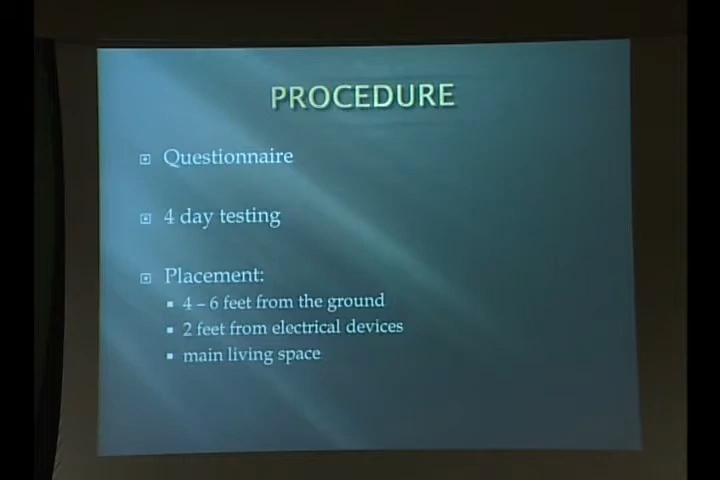 PROCEDURE
Questionnaire
4 day testing
Placement:
4 – 6 feet from the ground
2 feet from electrical devices
main living space